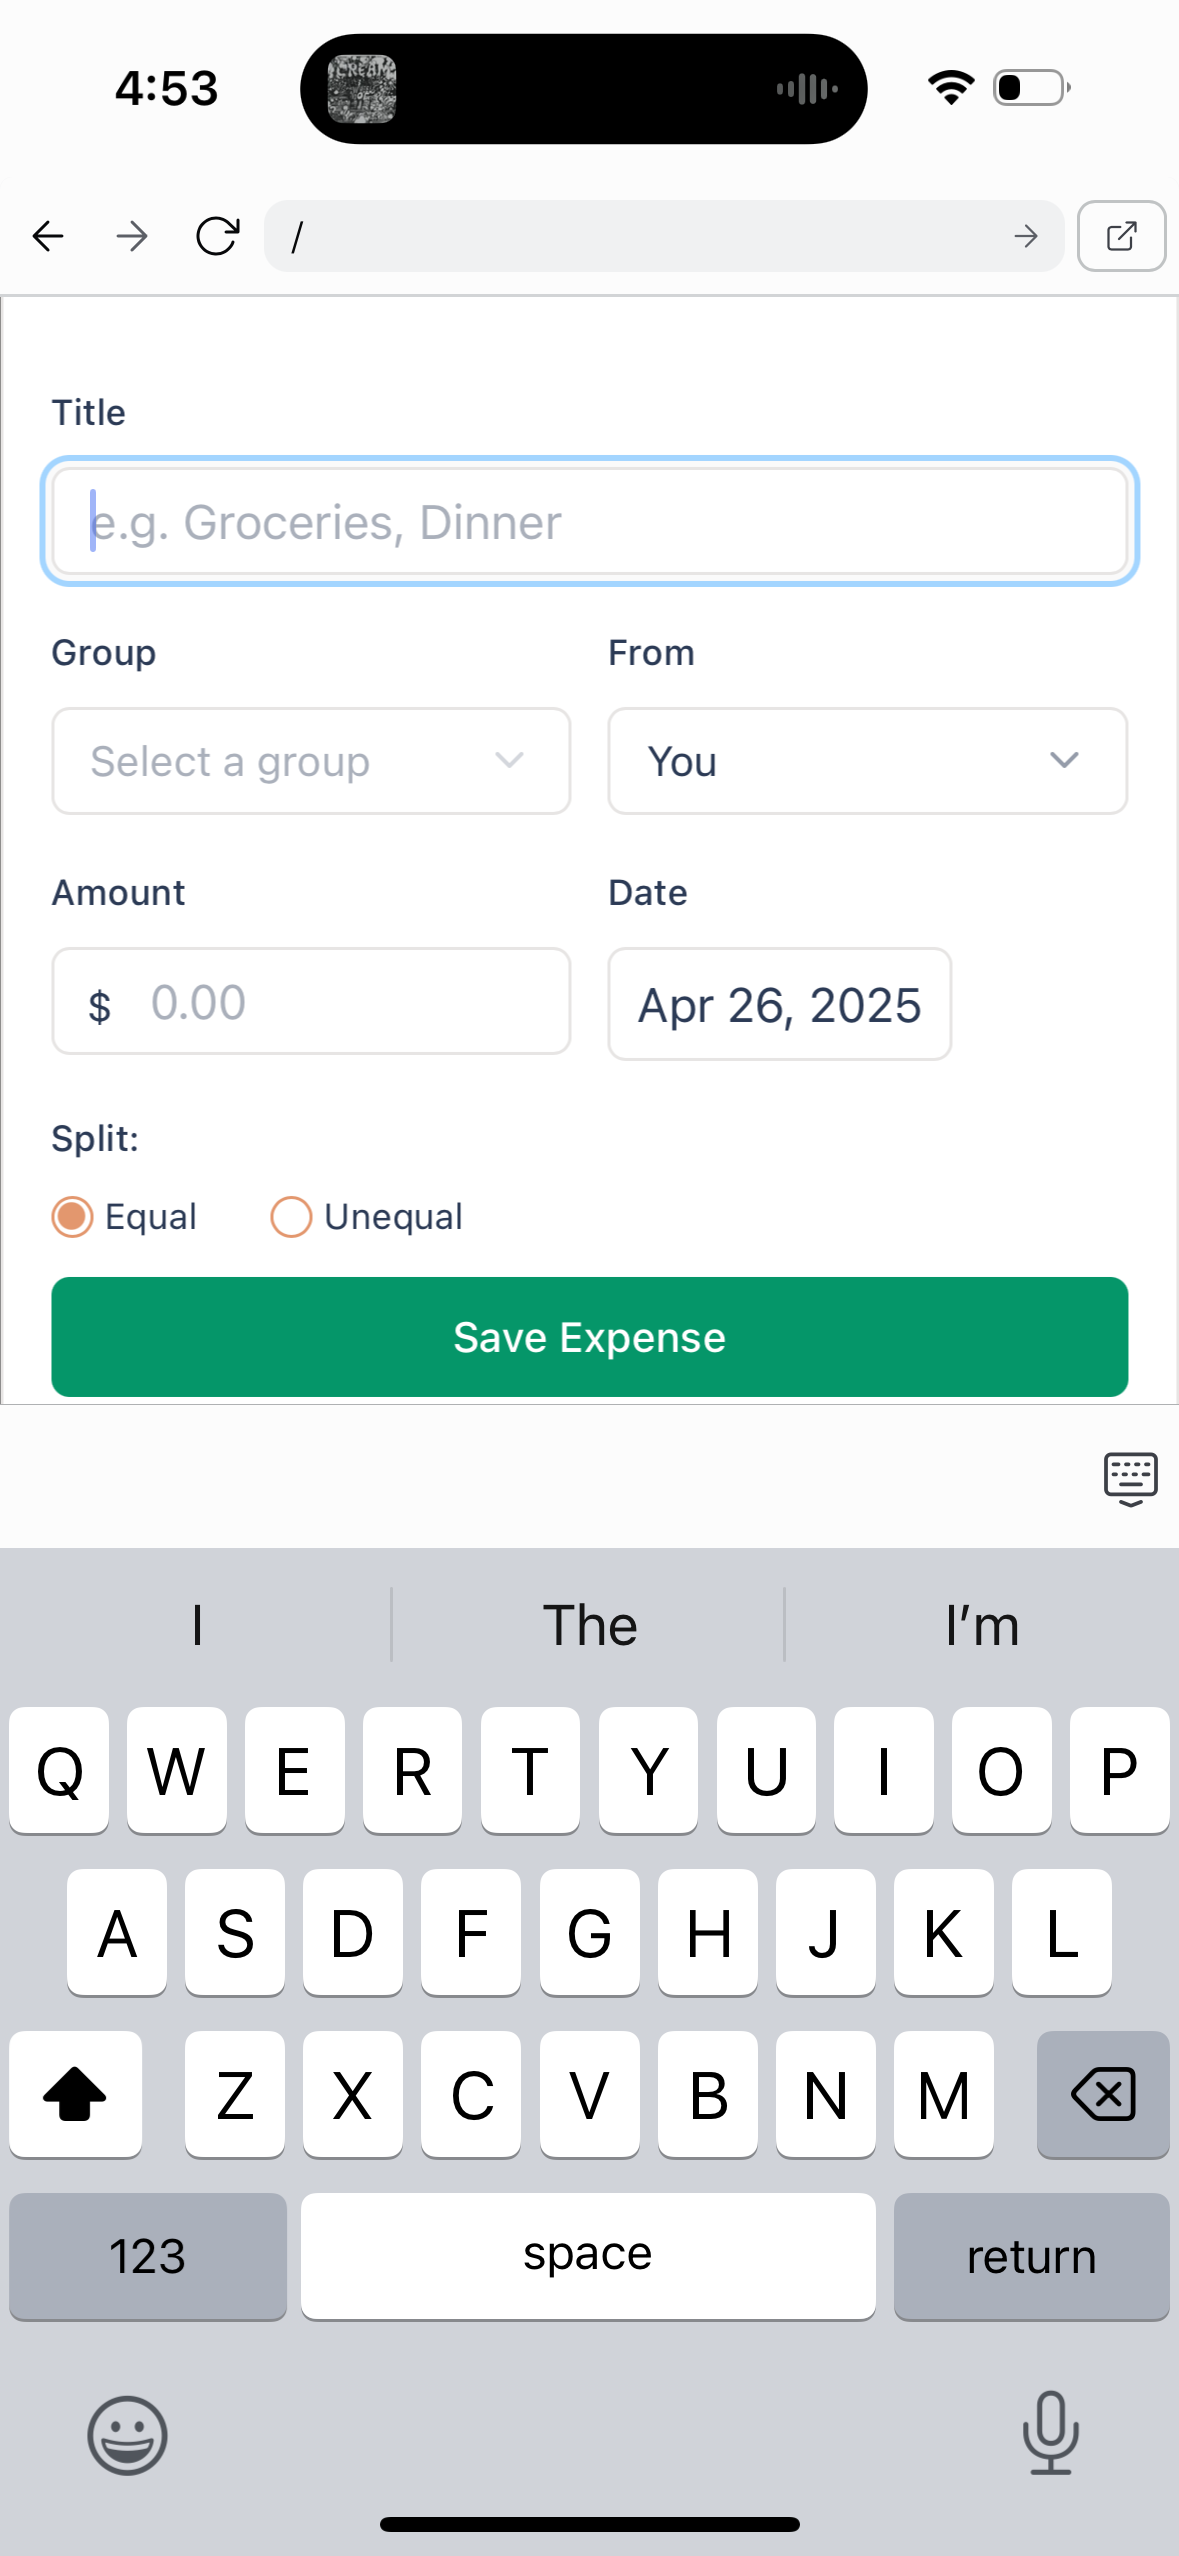 4:53
SCREAM
/
Title
e.g. Groceries, Dinner
Group From
Select a group You
Amount Date
$ 0.00 Apr 26, 2025
Split:
Equal Unequal
Save Expense
I The I’m
Q W E R T Y U I O P
A S D F G H J K L
Z X C V B N M
123 space return